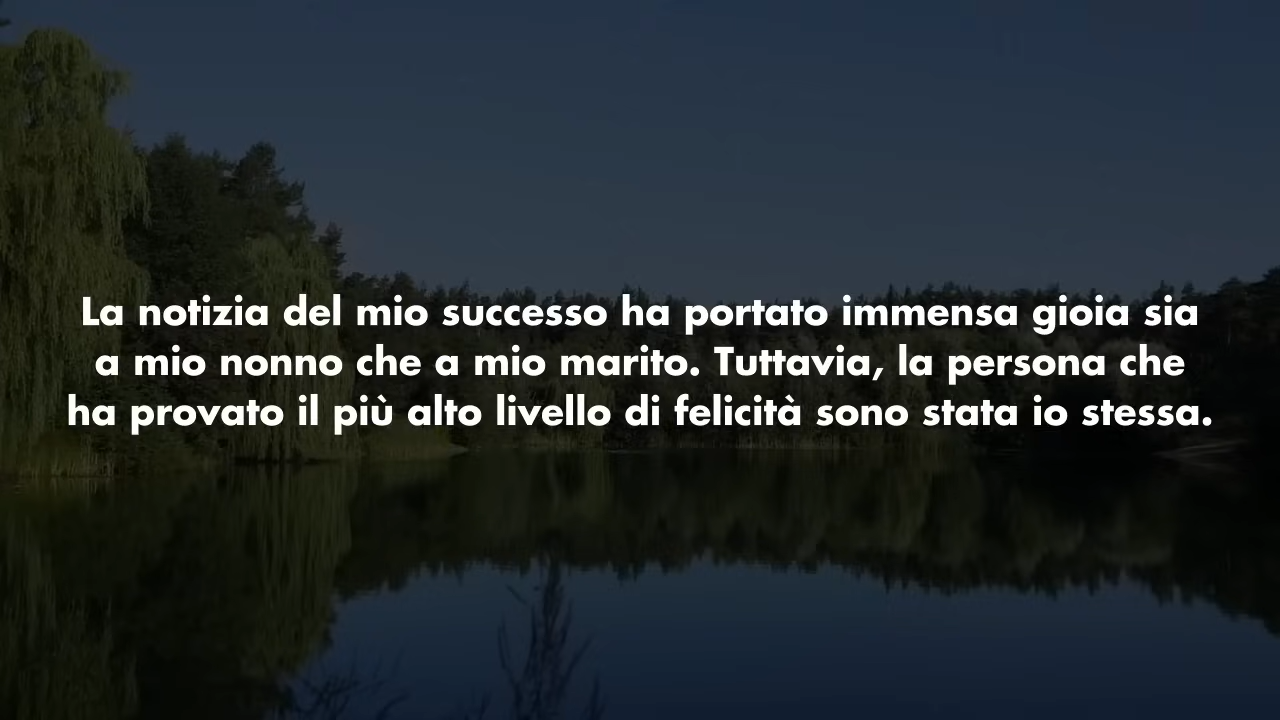 La notizia del mio successo ha portato immensa gioia sia
a mio nonno che a mio marito. Tuttavia, la persona che
ha provato il più alto livello di felicità sono stata io stessa.